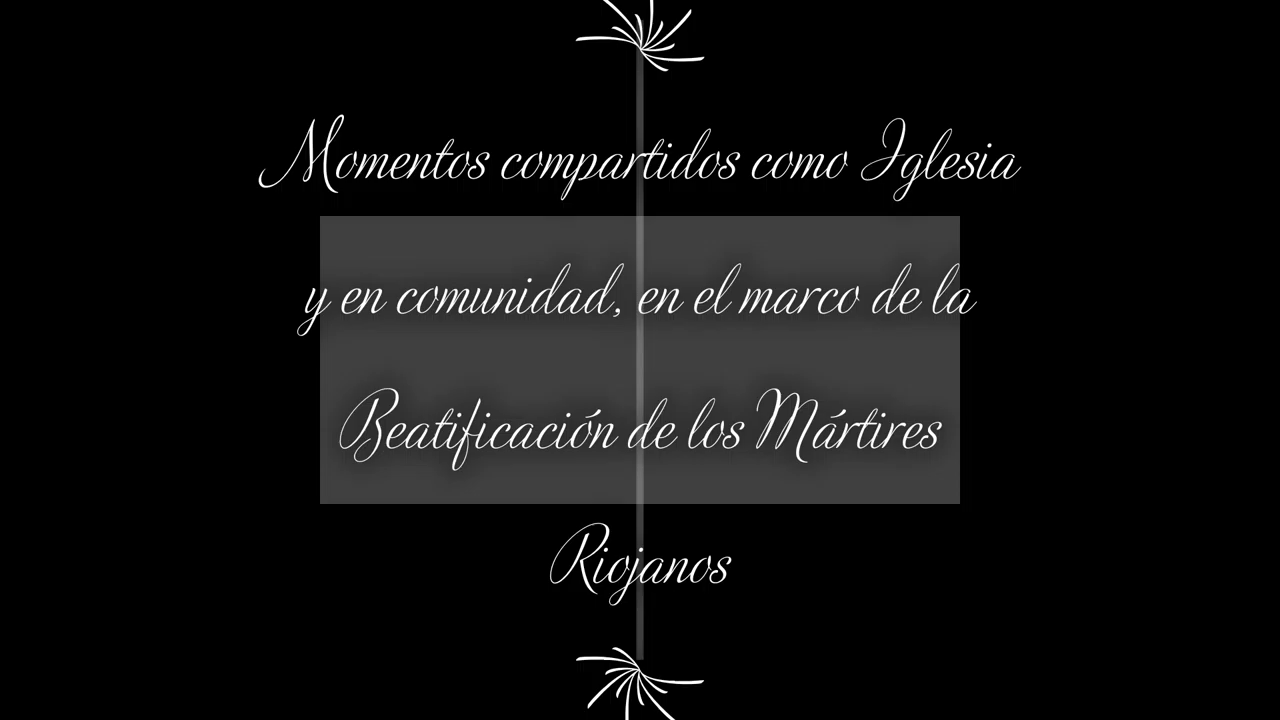 Momentos compartidos como Iglesia
y en comunidad, en el marco de la
Beatificación de los Mártires
Riojanos